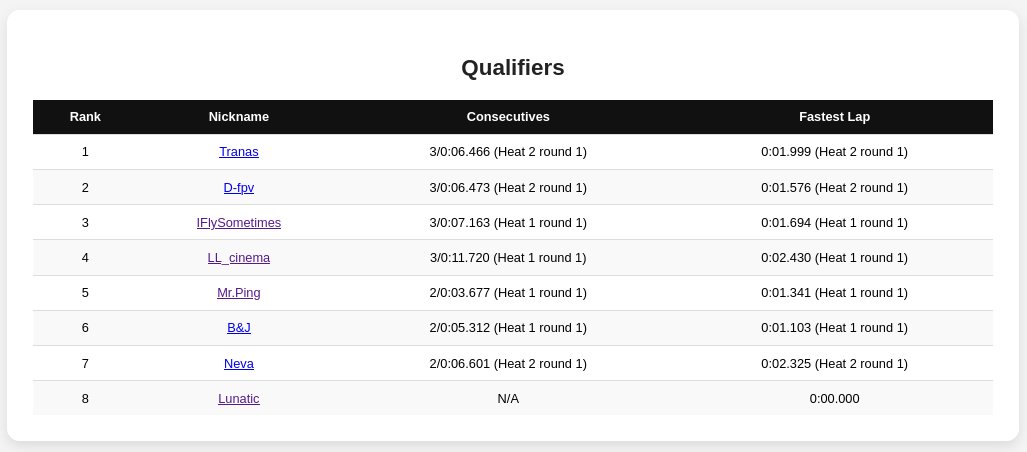 Qualifiers
Rank Nickname Consecutives Fastest Lap
1 Tranas 3/0:06.466 (Heat 2 round 1) 0:01.999 (Heat 2 round 1)
2 D-fpv 3/0:06.473 (Heat 2 round 1) 0:01.576 (Heat 2 round 1)
3 IFlySometimes 3/0:07.163 (Heat 1 round 1) 0:01.694 (Heat 1 round 1)
4 LL_cinema 3/0:11.720 (Heat 1 round 1) 0:02.430 (Heat 1 round 1)
5 Mr.Ping 2/0:03.677 (Heat 1 round 1) 0:01.341 (Heat 1 round 1)
6 B&J 2/0:05.312 (Heat 1 round 1) 0:01.103 (Heat 1 round 1)
7 Neva 2/0:06.601 (Heat 2 round 1) 0:02.325 (Heat 2 round 1)
8 Lunatic N/A 0:00.000